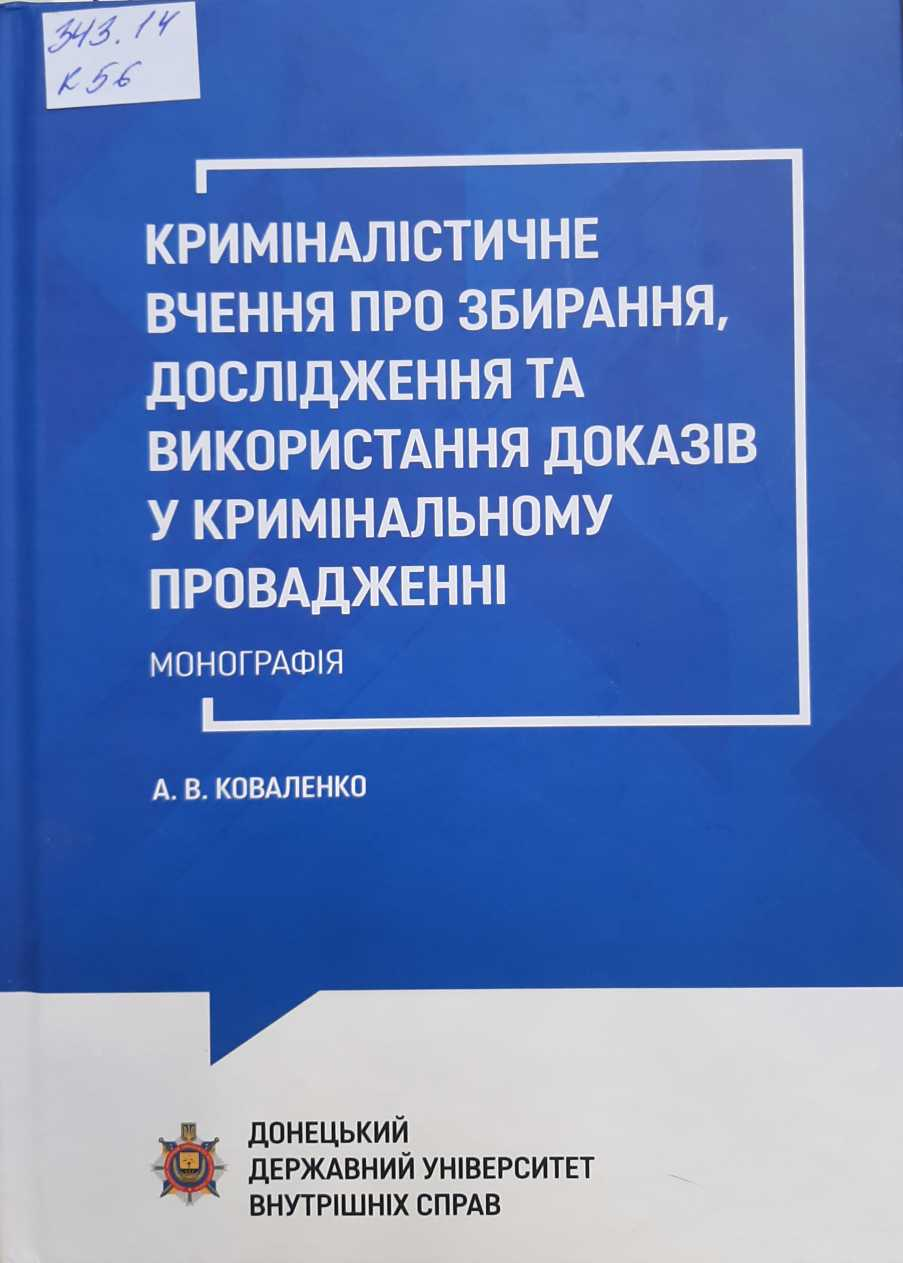 343.14
К 56
КРИМІНАЛІСТИЧНЕ
ВЧЕННЯ ПРО ЗБИРАННЯ,
ДОСЛІДЖЕННЯ ТА
ВИКОРИСТАННЯ ДОКАЗІВ
У КРИМІНАЛЬНОМУ
ПРОВАДЖЕННІ
МОНОГРАФІЯ
А. В. КОВАЛЕНКО
ДОНЕЦЬКИЙ
ДЕРЖАВНИЙ УНІВЕРСИТЕТ
ВНУТРІШНІХ СПРАВ